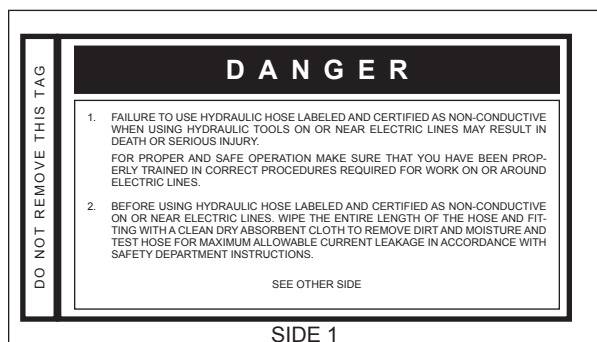 DO NOT REMOVE THIS TAG
D A N G E R
1. FAILURE TO USE HYDRAULIC HOSE LABELED AND CERTIFIED AS NON-CONDUCTIVE
WHEN USING HYDRAULIC TOOLS ON OR NEAR ELECTRIC LINES MAY RESULT IN
DEATH OR SERIOUS INJURY.
FOR PROPER AND SAFE OPERATION MAKE SURE THAT YOU HAVE BEEN PROP-
ERLY TRAINED IN CORRECT PROCEDURES REQUIRED FOR WORK ON OR AROUND
ELECTRIC LINES.
2. BEFORE USING HYDRAULIC HOSE LABELED AND CERTIFIED AS NON-CONDUCTIVE
ON OR NEAR ELECTRIC LINES. WIPE THE ENTIRE LENGTH OF THE HOSE AND FIT-
TING WITH A CLEAN DRY ABSORBENT CLOTH TO REMOVE DIRT AND MOISTURE AND
TEST HOSE FOR MAXIMUM ALLOWABLE CURRENT LEAKAGE IN ACCORDANCE WITH
SAFETY DEPARTMENT INSTRUCTIONS.
SEE OTHER SIDE
SIDE 1